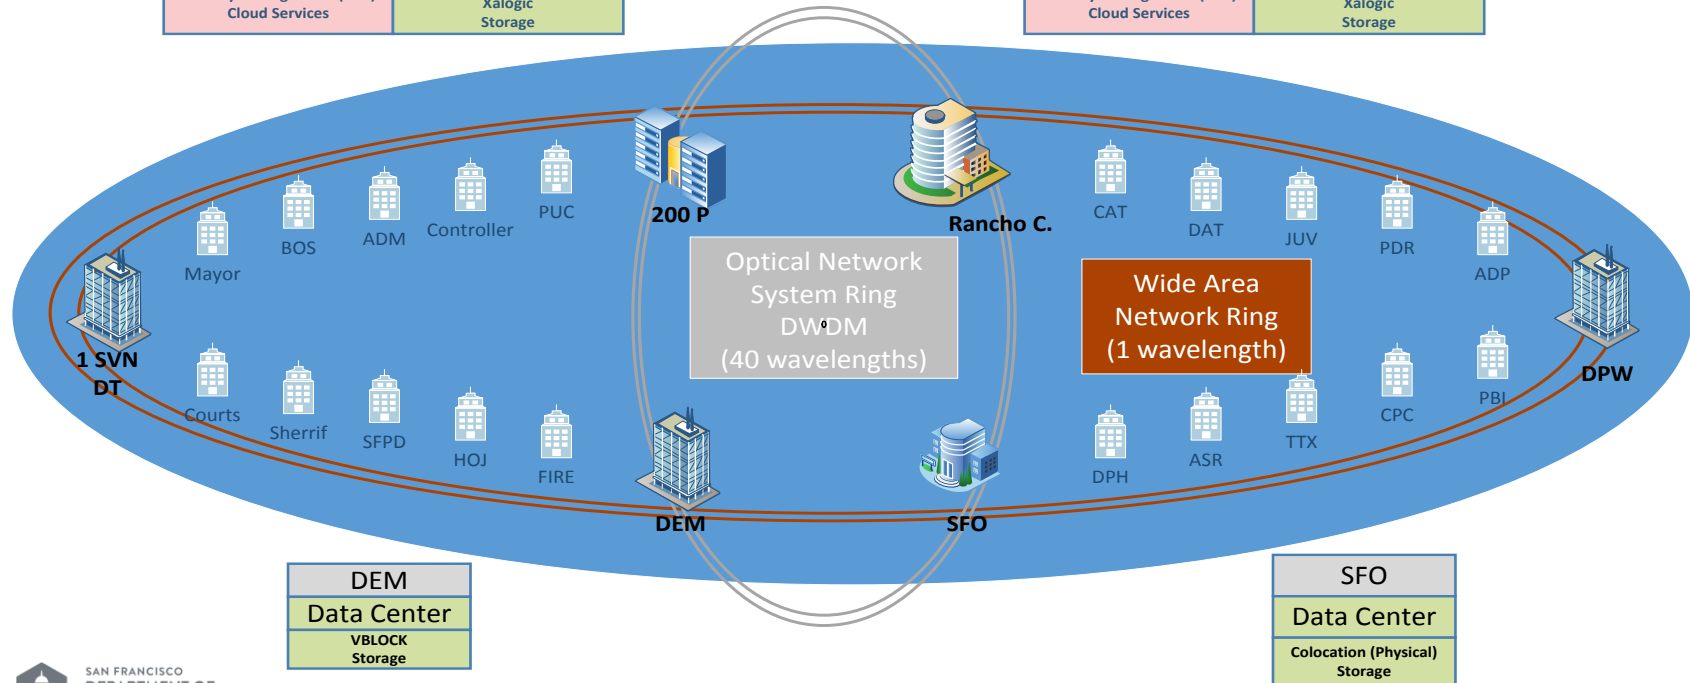 Cloud Services
Xalogic
Storage
Cloud Services
Xalogic
Storage
PUC
Controller
ADM
BOS
Mayor
200 P
Rancho C.
CAT
DAT
JUV
PDR
ADP
Optical Network
System Ring
DWDM
(40 wavelengths)
Wide Area
Network Ring
(1 wavelength)
1 SVN
DT
DPW
Courts
Sherrif
SFPD
HOJ
FIRE
DEM
SFO
DPH
ASR
TTX
CPC
PBI
DEM
Data Center
VBLOCK
Storage
SFO
Data Center
Colocation (Physical)
Storage
SAN FRANCISCO
DEPARTMENT OF